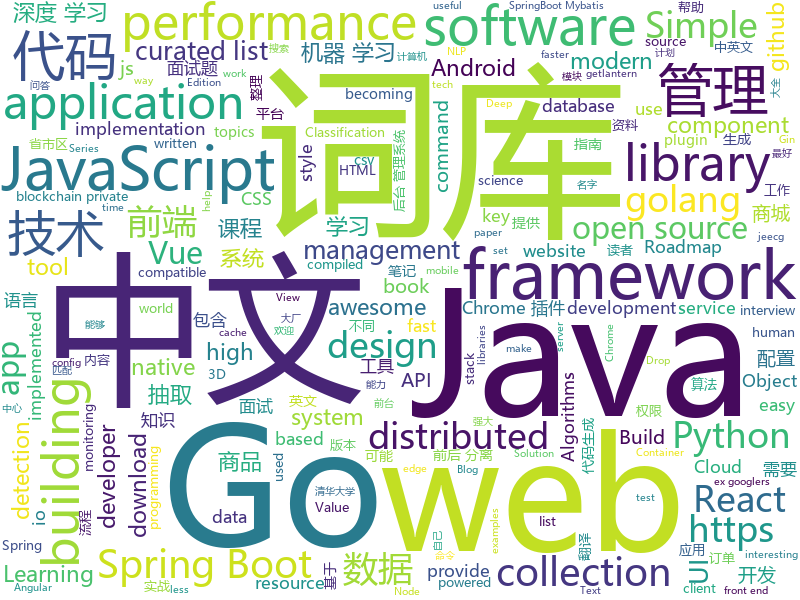 深度 学习
performance
software
Simple
github
代码
curated list
机器 学习
modern
source
帮助
SpringBoot Mybatis
useful
搜索
NLP
计算机
计划
faster
中英文
问答
way
work
Edition
模块
getlantern
大全
js
面试题
整理
Android
tech
application
平台
becoming
database
管理
use
implementation
topics
Classification
Deep
资料
生成
component
省市区
Series
written
style
csv
HTML
command
词库
plugin
指南
Gin
JavaScript
CSS
后台 管理系统
library
science
名字
工作
最好
blockchain private
time
help
key
提供
golang
商城
技术
前端
课程
学习
open source
paper
set
jeecg
Vue
系统
management
website
读者
Roadmap
tool
compatible
compiled
笔记
mobile
framework
语言
包含
book
world
View
中文
awesome
Chrome 插件
development
service
interview
app
implemented
native
能够
cache
大厂
欢迎
不同
fast
stack
libraries
server
Chrome
human
high
design
config
内容
3D
工具
make
配置
building
匹配
抽取
英文
能力
前台
API
Java
Object
monitoring
developer
知识
面试
system
distributed
Drop
算法
easy
中心
detection
programming
download
based
版本
强大
Algorithms
Build
权限
Python
商品
可能
前后 分离
Solution
Container
代码生成
Cloud
需要
io
流程
data
used
清华大学
Value
Go
web
edge
Blog
list
examples
test
React
ex googlers
Spring
Spring Boot
基于
数据
provide
自己
命令
翻译
https
应用
订单
interesting
Learning
Angular
实战
less
resource
powered
Node
collection
Text
UI
client
开发
front end